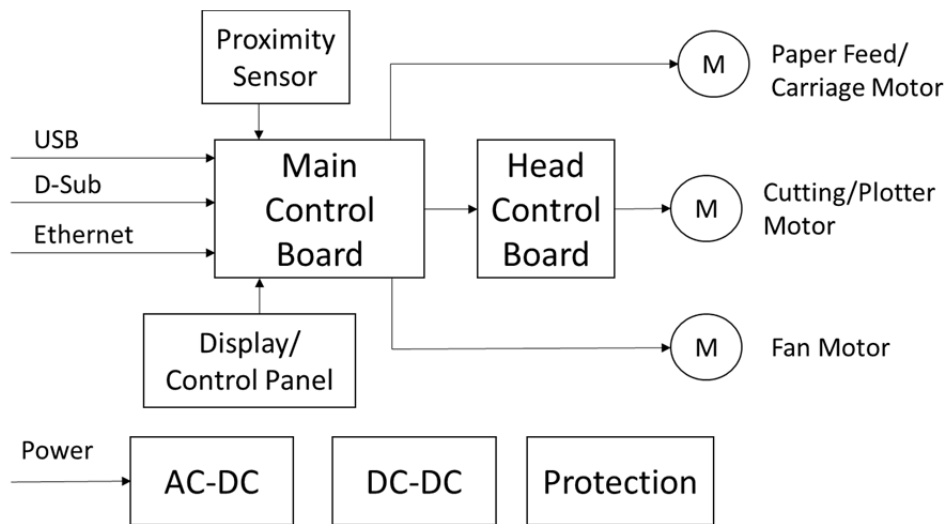 Proximity
Sensor
M
Paper Feed/
Carriage Motor
USB
D-Sub
Ethernet
Main
Control
Board
Head
Control
Board
M
Cutting/Plotter
Motor
Display/
Control Panel
M
Fan Motor
Power
AC-DC
DC-DC
Protection